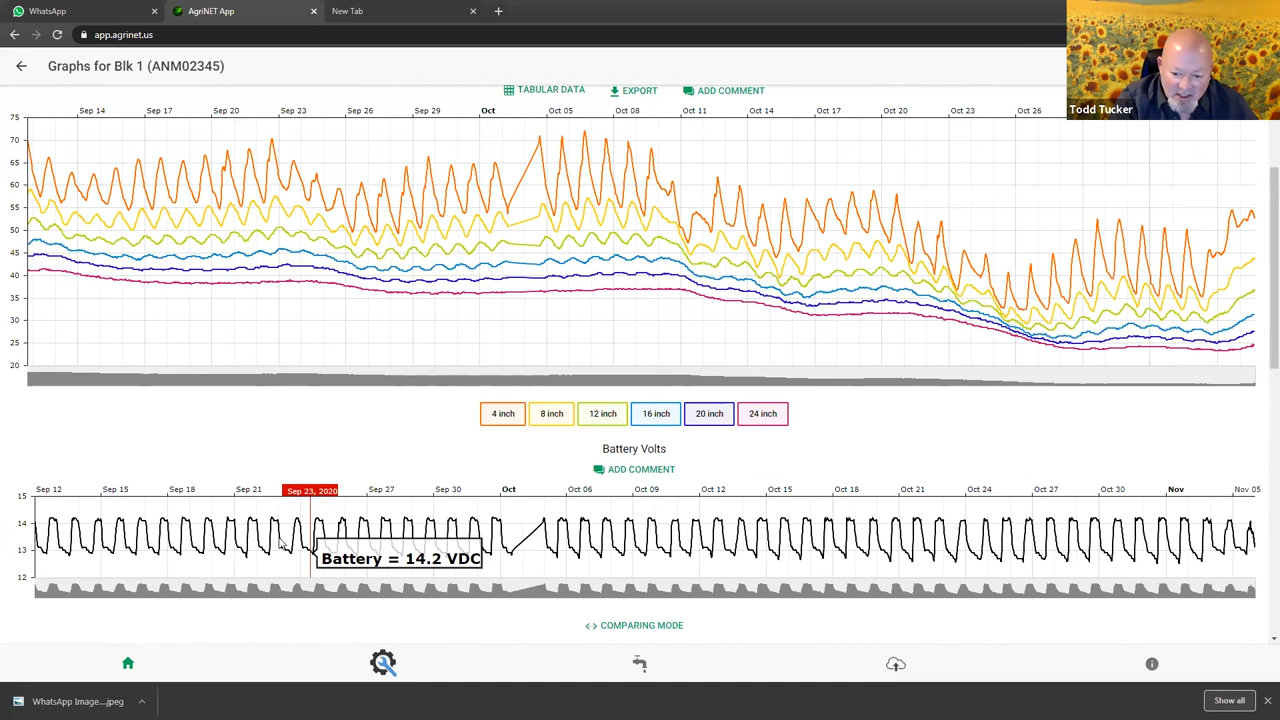 WhatsApp
AgriNET App
New Tab
app.agrinet.us
Graphs for Blk 1 (ANM02345)
Todd Tucker
TABULAR DATA
EXPORT
ADD COMMENT
Sep 14 Sep 17 Sep 20 Sep 23 Sep 26 Sep 29 Oct Oct 05 Oct 08 Oct 11 Oct 14 Oct 17 Oct 20 Oct 23 Oct 26
75
70
65
60
55
50
45
40
35
30
25
20
4 inch 8 inch 12 inch 16 inch 20 inch 24 inch
Battery Volts
ADD COMMENT
Sep 12 Sep 15 Sep 18 Sep 21 Sep 23, 2020 Sep 27 Sep 30 Oct Oct 06 Oct 09 Oct 12 Oct 15 Oct 18 Oct 21 Oct 24 Oct 27 Oct 30 Nov Nov 05
15
14
13
12
Battery = 14.2 VDC
COMPARING MODE
WhatsApp Image....jpeg
Show all